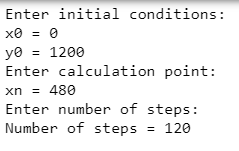 Enter initial conditions:
x0 = 0
y0 = 1200
Enter calculation point:
xn = 480
Enter number of steps:
Number of steps = 120